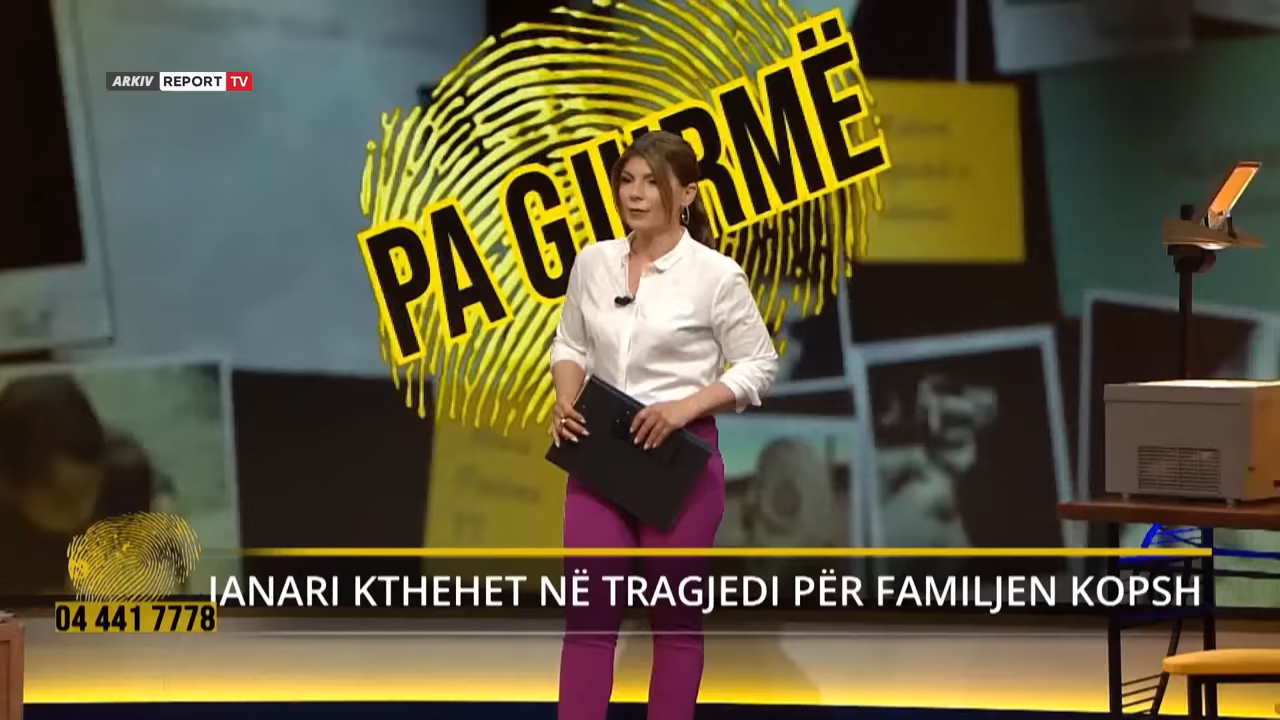 ARKIV REPORT TV
PA GJURMË
IANARI KTHEHET NË TRAGJEDI PËR FAMILJEN KOPSH
04 441 7778